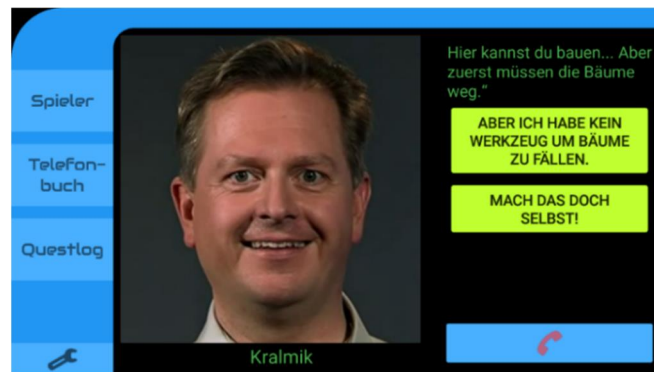 Spieler
Telefon-
buch
Questlog
Kralmik
Hier kannst du bauen... Aber
zuerst müssen die Bäume
weg.“
ABER ICH HABE KEIN
WERKZEUG UM BÄUME
ZU FÄLLEN.
MACH DAS DOCH
SELBST!